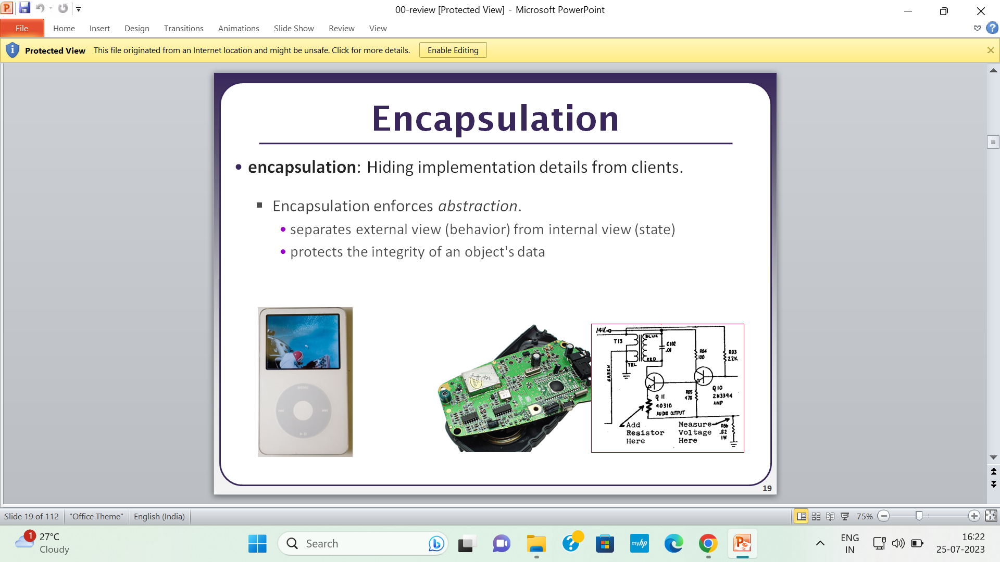 00-review [Protected View] - Microsoft PowerPoint
File Home Insert Design Transitions Animations Slide Show Review View
Protected View This file originated from an Internet location and might be unsafe. Click for more details. Enable Editing
Encapsulation
• encapsulation: Hiding implementation details from clients.
▪ Encapsulation enforces abstraction.
• separates external view (behavior) from internal view (state)
• protects the integrity of an object's data
MENU
14V.
T13
BLUE
C102
.01
RED
YEL
GREEN
R84
100
R83
22K
Q11
40310
AUDIO OUTPUT
R85
470
Q10
2N3394
AMP
Add
Resistor
Here
Measure
Voltage
Here
R86
.82
1W
19
Slide 19 of 112 "Office Theme" English (India) 75%
1
27°C
Cloudy
Search
myhp
ENG
IN
16:22
25-07-2023